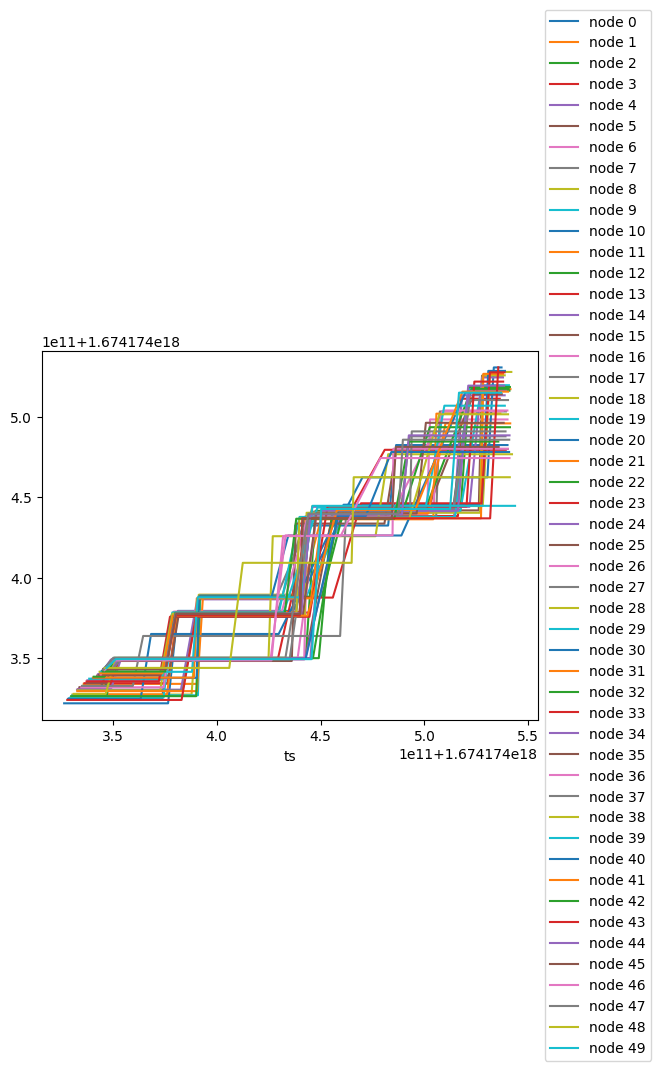 1e11+1.674174e18
5.0
4.5
4.0
3.5
3.5
4.0
4.5
5.0
5.5
ts
1e11+1.674174e18
node 0
node 1
node 2
node 3
node 4
node 5
node 6
node 7
node 8
node 9
node 10
node 11
node 12
node 13
node 14
node 15
node 16
node 17
node 18
node 19
node 20
node 21
node 22
node 23
node 24
node 25
node 26
node 27
node 28
node 29
node 30
node 31
node 32
node 33
node 34
node 35
node 36
node 37
node 38
node 39
node 40
node 41
node 42
node 43
node 44
node 45
node 46
node 47
node 48
node 49